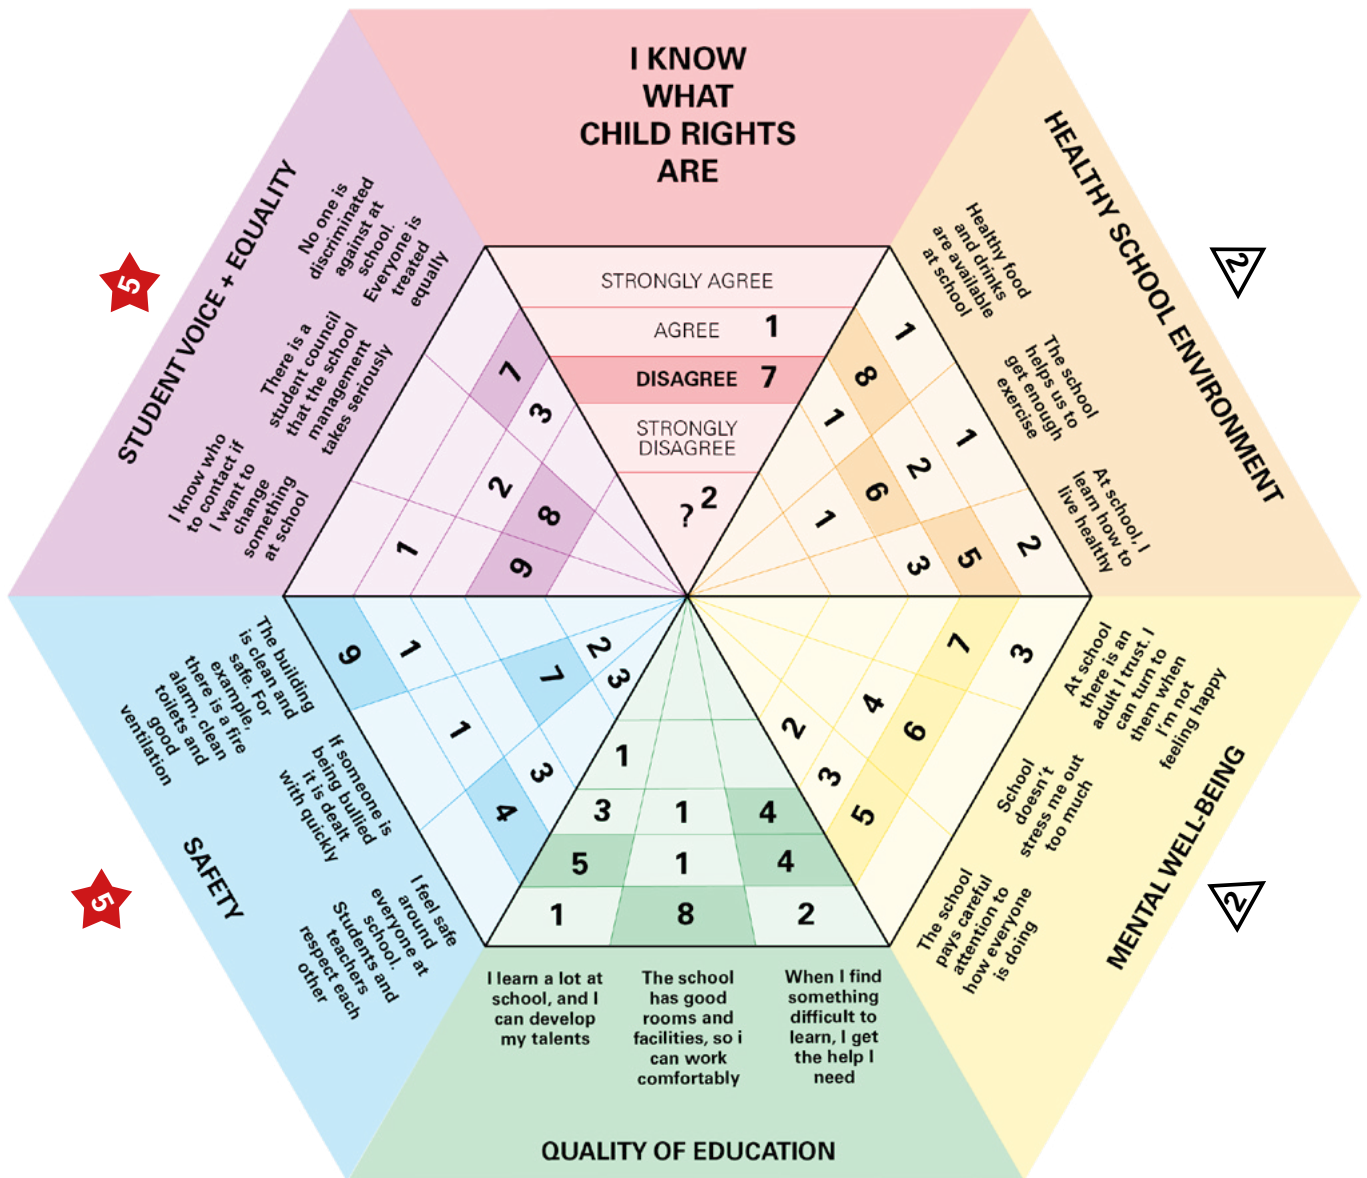 I KNOW
WHAT
CHILD RIGHTS
ARE
STRONGLY AGREE
AGREE 1
DISAGREE 7
STRONGLY
DISAGREE
? 2
HEALTHY SCHOOL ENVIRONMENT
2
Healthy food
and drinks
are available
at school
1
8
1
The school
helps us to
get enough
exercise
1
2
6
1
At school, I
learn how to
live healthy
2
5
3
MENTAL WELL-BEING
2
At school
there is an
adult I trust. I
can turn to
them when
I'm not
feeling happy
3
7
School
doesn't
stress me out
too much
6
4
The school
pays careful
attention to
how everyone
is doing
5
3
2
QUALITY OF EDUCATION
I learn a lot at
school, and I
can develop
my talents
1
3
5
1
The school
has good
rooms and
facilities, so i
can work
comfortably
1
1
8
When I find
something
difficult to
learn, I get
the help I
need
4
4
2
SAFETY
5
The building
is clean and
safe. For
example,
there is a fire
alarm, clean
toilets and
good
ventilation
9
1
If someone is
being bullied
it is dealt
with quickly
1
7
2
I feel safe
around
everyone at
school.
Students and
teachers
respect each
other
4
3
3
STUDENT VOICE + EQUALITY
5
No one is
discriminated
against at
school.
Everyone is
treated
equally
7
3
There is a
student council
that the school
management
takes seriously
2
8
I know who
to contact if
I want to
change
something
at school
1
9